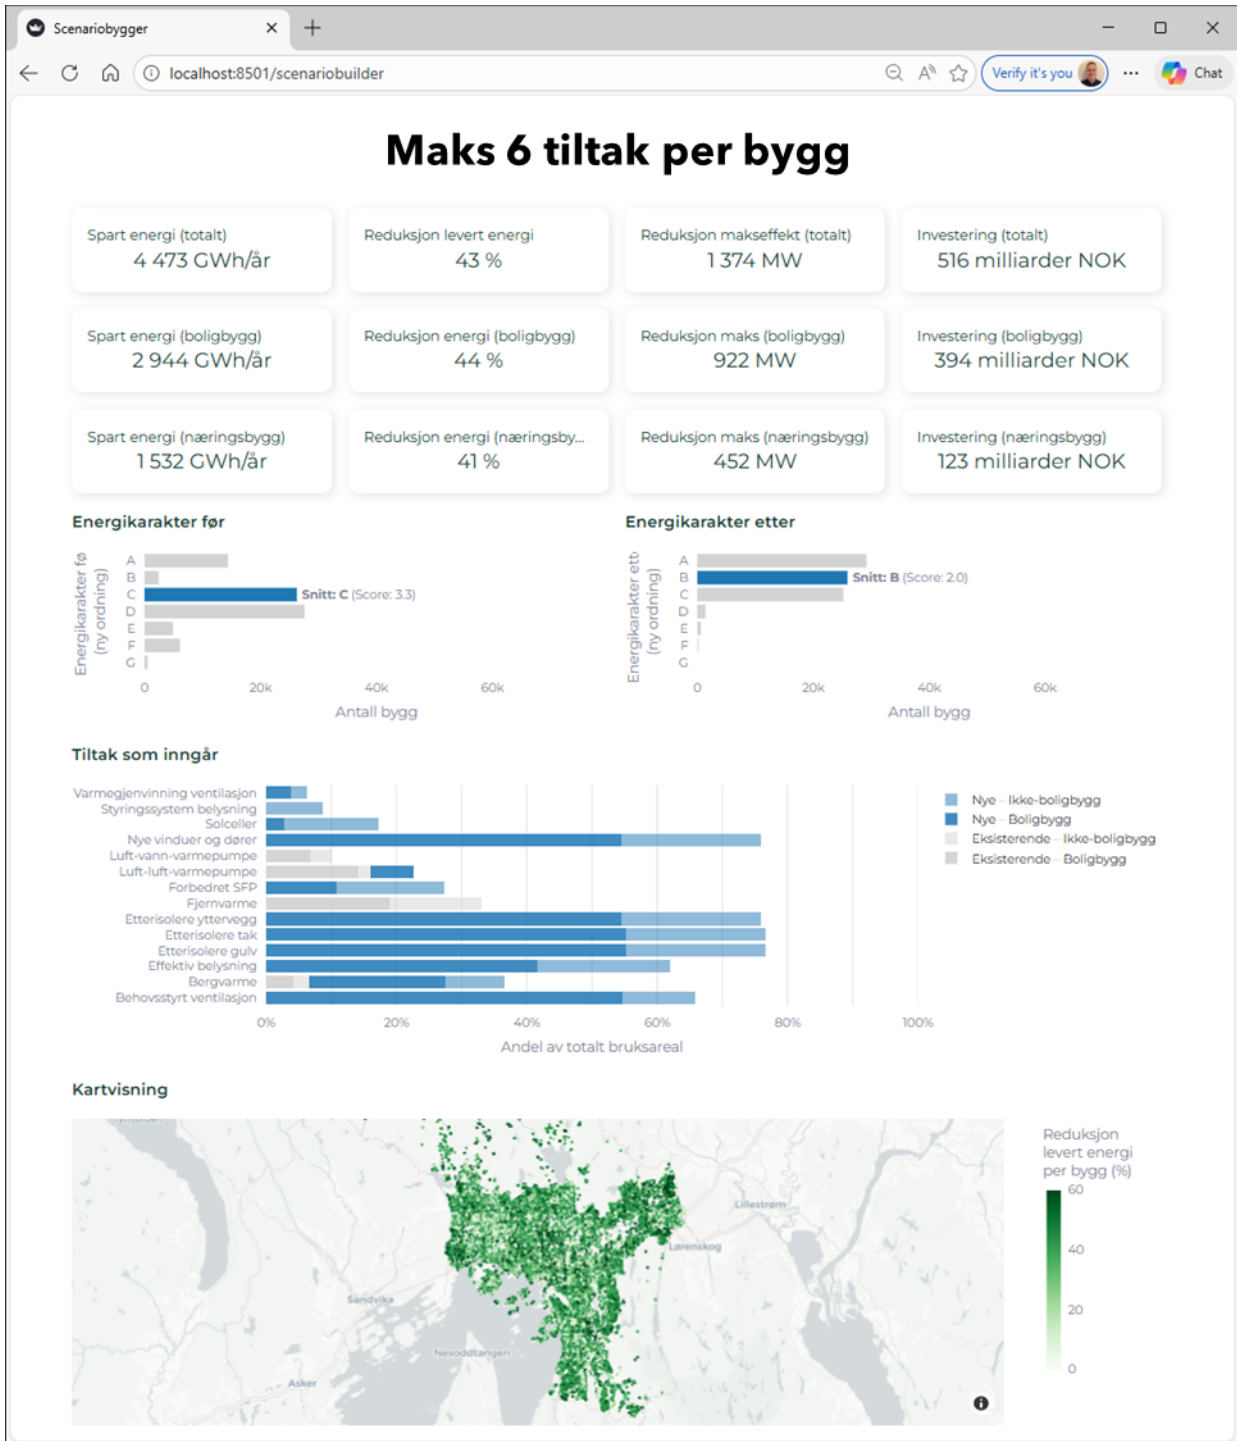 Scenariobygger
localhost:8501/scenariobuilder
Verify it's you
Chat
Maks 6 tiltak per bygg
Spart energi (totalt)
4 473 GWh/år
Reduksjon levert energi
43 %
Reduksjon makseffekt (totalt)
1 374 MW
Investering (totalt)
516 milliarder NOK
Spart energi (boligbygg)
2 944 GWh/år
Reduksjon energi (boligbygg)
44 %
Reduksjon maks (boligbygg)
922 MW
Investering (boligbygg)
394 milliarder NOK
Spart energi (næringsbygg)
1 532 GWh/år
Reduksjon energi (næringsby...
41 %
Reduksjon maks (næringsbygg)
452 MW
Investering (næringsbygg)
123 milliarder NOK
Energikarakter før
Energikarakter fø
(ny ordning)
A
B
C
D
E
F
G
Snitt: C (Score: 3.3)
0 20k 40k 60k
Antall bygg
Energikarakter etter
Energikarakter ett
(ny ordning)
A
B
C
D
E
F
G
Snitt: B (Score: 2.0)
0 20k 40k 60k
Antall bygg
Tiltak som inngår
Varmegjenvinning ventilasjon
Styringssystem belysning
Solceller
Nye vinduer og dører
Luft-vann-varmepumpe
Luft-luft-varmepumpe
Forbedret SFP
Fjernvarme
Etterisolere yttervegg
Etterisolere tak
Etterisolere gulv
Effektiv belysning
Bergvarme
Behovsstyrt ventilasjon
0% 20% 40% 60% 80% 100%
Andel av totalt bruksareal
Nye – Ikke-boligbygg
Nye – Boligbygg
Eksisterende – Ikke-boligbygg
Eksisterende – Boligbygg
Kartvisning
Lillestrøm
Lørenskog
Sandvika
Nesoddtangen
Asker
Reduksjon
levert energi
per bygg (%)
60
40
20
0